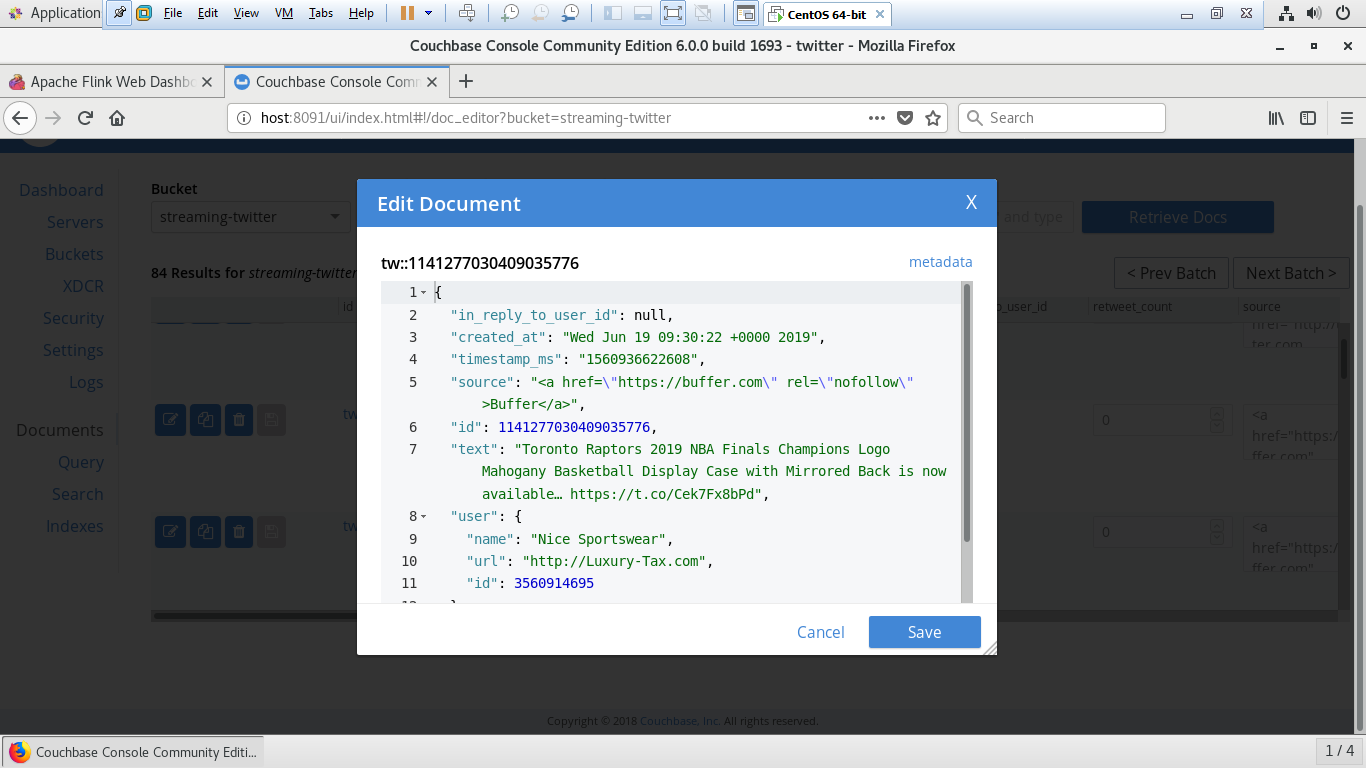 Application
File Edit View VM Tabs Help
CentOS 64-bit
Couchbase Console Community Edition 6.0.0 build 1693 - twitter - Mozilla Firefox
Apache Flink Web Dashbo
Couchbase Console Comm
host:8091/ui/index.html#!/doc_editor?bucket=streaming-twitter
Search
Dashboard
Servers
Buckets
XDCR
Security
Settings
Logs
Documents
Query
Search
Indexes
Bucket
streaming-twitter
and type
Retrieve Docs
84 Results for streaming-twitter
< Prev Batch
Next Batch >
id
o_user_id
retweet_count
source
href="http:/
ter.com
tw
0
<a
href="https:/
ffer.com"
tw
0
<a
href="https:/
ffer.com"
Edit Document
X
tw::1141277030409035776
metadata
1 {
2 "in_reply_to_user_id": null,
3 "created_at": "Wed Jun 19 09:30:22 +0000 2019",
4 "timestamp_ms": "1560936622608",
5 "source": "<a href=\"https://buffer.com\" rel=\"nofollow\"
>Buffer</a>",
6 "id": 1141277030409035776,
7 "text": "Toronto Raptors 2019 NBA Finals Champions Logo
Mahogany Basketball Display Case with Mirrored Back is now
available… https://t.co/Cek7Fx8bPd",
8 "user": {
9 "name": "Nice Sportswear",
10 "url": "http://Luxury-Tax.com",
11 "id": 3560914695
Cancel
Save
Copyright © 2018 Couchbase, Inc. All rights reserved.
Couchbase Console Community Editi...
1 / 4